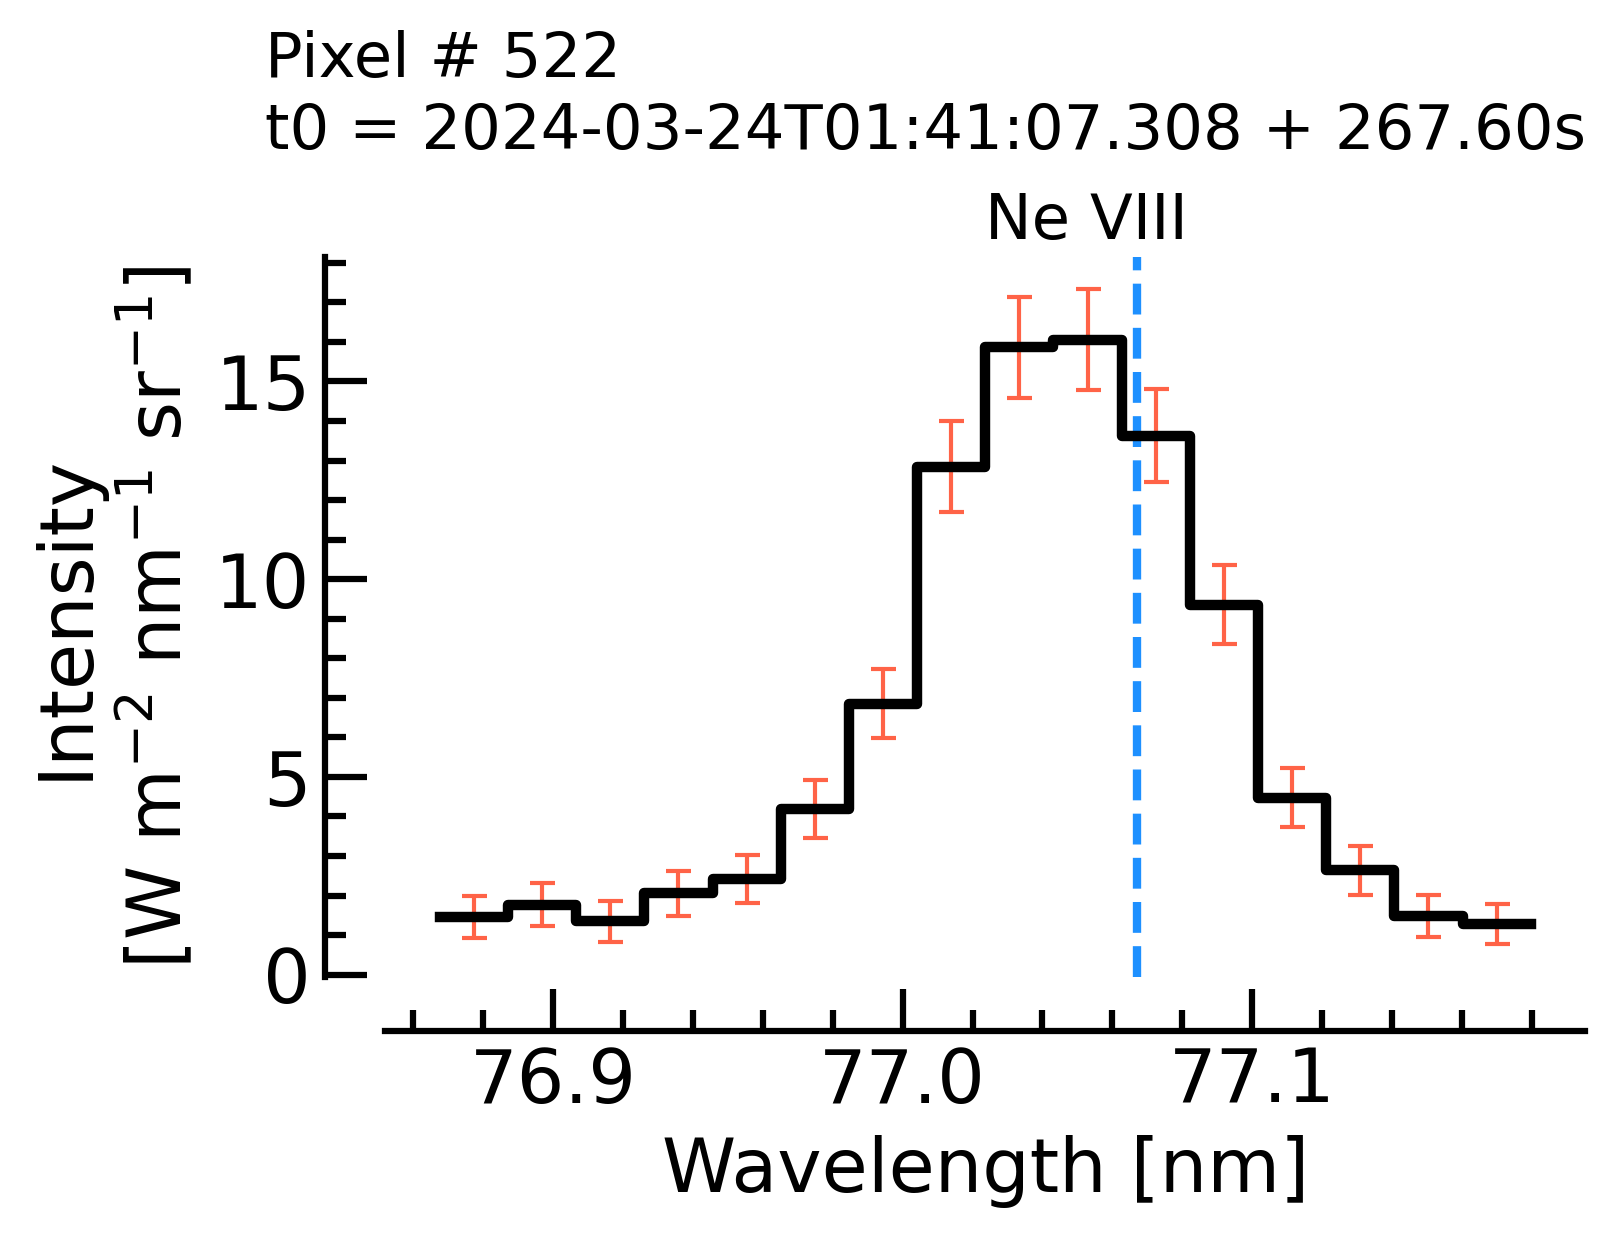 Pixel # 522
t0 = 2024-03-24T01:41:07.308 + 267.60s
Ne VIII
Intensity
[W m⁻² nm⁻¹ sr⁻¹]
15
10
5
0
76.9 77.0 77.1
Wavelength [nm]